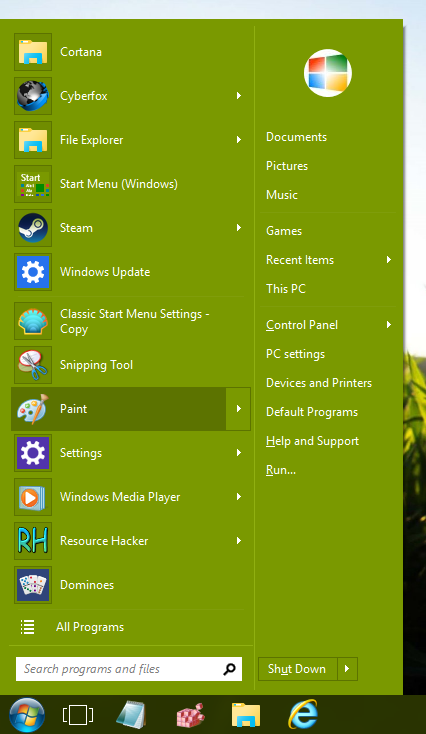 Cortana
Cyberfox
File Explorer
Start
Start Menu (Windows)
Steam
Windows Update
Classic Start Menu Settings -
Copy
Snipping Tool
Paint
Settings
Windows Media Player
RH
Resource Hacker
Dominoes
All Programs
Search programs and files
Documents
Pictures
Music
Games
Recent Items
This PC
Control Panel
PC settings
Devices and Printers
Default Programs
Help and Support
Run...
Shut Down